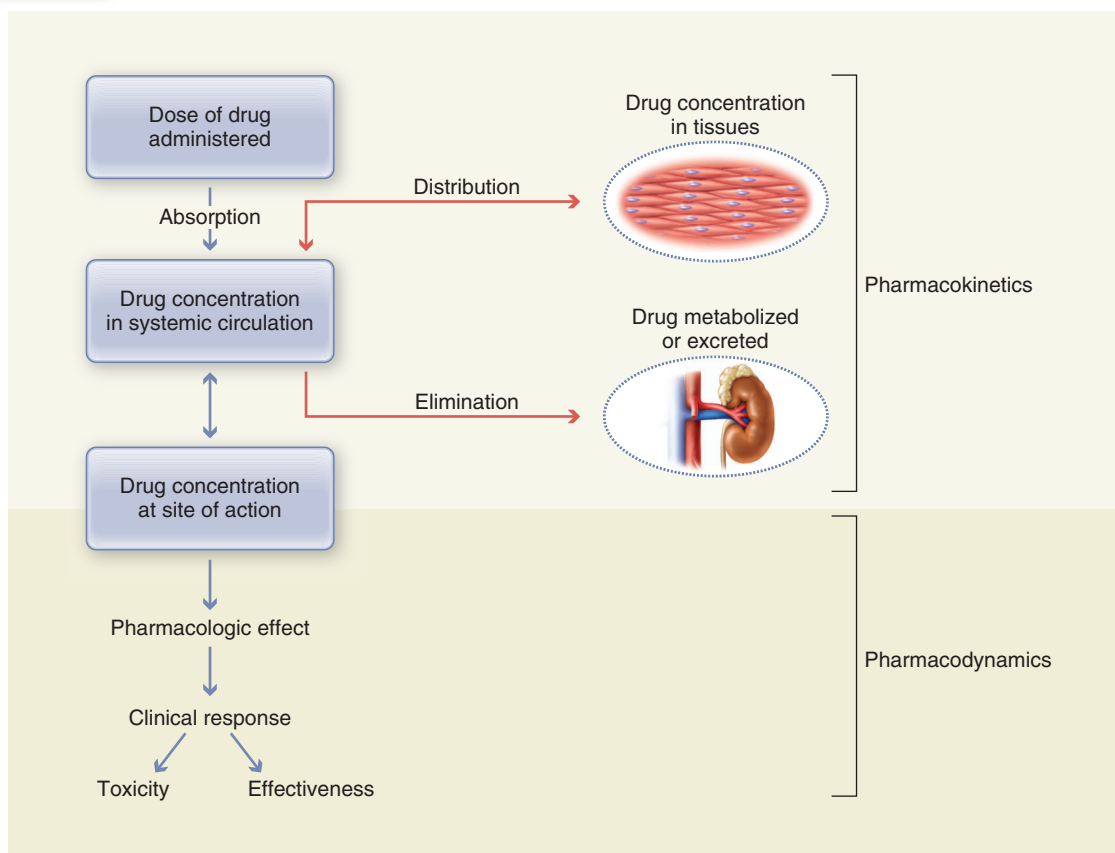 Dose of drug
administered
Absorption
Distribution
Drug concentration
in tissues
Drug concentration
in systemic circulation
Elimination
Drug metabolized
or excreted
Pharmacokinetics
Drug concentration
at site of action
Pharmacologic effect
Clinical response
Toxicity
Effectiveness
Pharmacodynamics